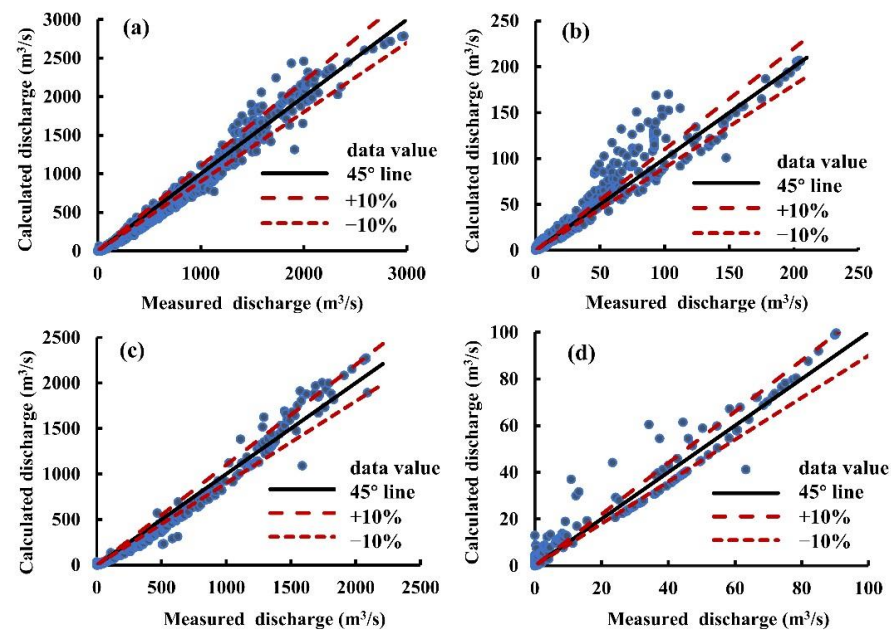 (a)
Calculated discharge (m³/s)
3000
2500
2000
1500
1000
500
0
0 1000 2000 3000
Measured discharge (m³/s)
data value
45° line
+10%
−10%
(b)
Calculated discharge (m³/s)
250
200
150
100
50
0
0 50 100 150 200 250
Measured discharge (m³/s)
data value
45° line
+10%
−10%
(c)
Calculated discharge (m³/s)
2500
2000
1500
1000
500
0
0 500 1000 1500 2000 2500
Measured discharge (m³/s)
data value
45° line
+10%
−10%
(d)
Calculated discharge (m³/s)
100
80
60
40
20
0
0 20 40 60 80 100
Measured discharge (m³/s)
data value
45° line
+10%
−10%